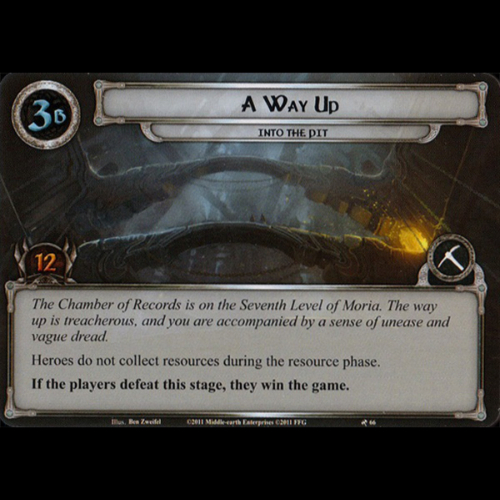 3B
A Way Up
INTO THE PIT
12
The Chamber of Records is on the Seventh Level of Moria. The way
up is treacherous, and you are accompanied by a sense of unease and
vague dread.
Heroes do not collect resources during the resource phase.
If the players defeat this stage, they win the game.
Illus. Ben Zweifel ©2011 Middle-earth Enterprises ©2011 FFG 66